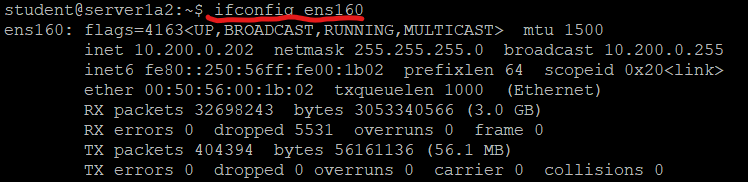 student@server1a2:~$ ifconfig ens160
ens160: flags=4163<UP,BROADCAST,RUNNING,MULTICAST>  mtu 1500
        inet 10.200.0.202  netmask 255.255.255.0  broadcast 10.200.0.255
        inet6 fe80::250:56ff:fe00:1b02  prefixlen 64  scopeid 0x20<link>
        ether 00:50:56:00:1b:02  txqueuelen 1000  (Ethernet)
        RX packets 32698243  bytes 3053340566 (3.0 GB)
        RX errors 0  dropped 5531  overruns 0  frame 0
        TX packets 404394  bytes 56161136 (56.1 MB)
        TX errors 0  dropped 0 overruns 0  carrier 0  collisions 0